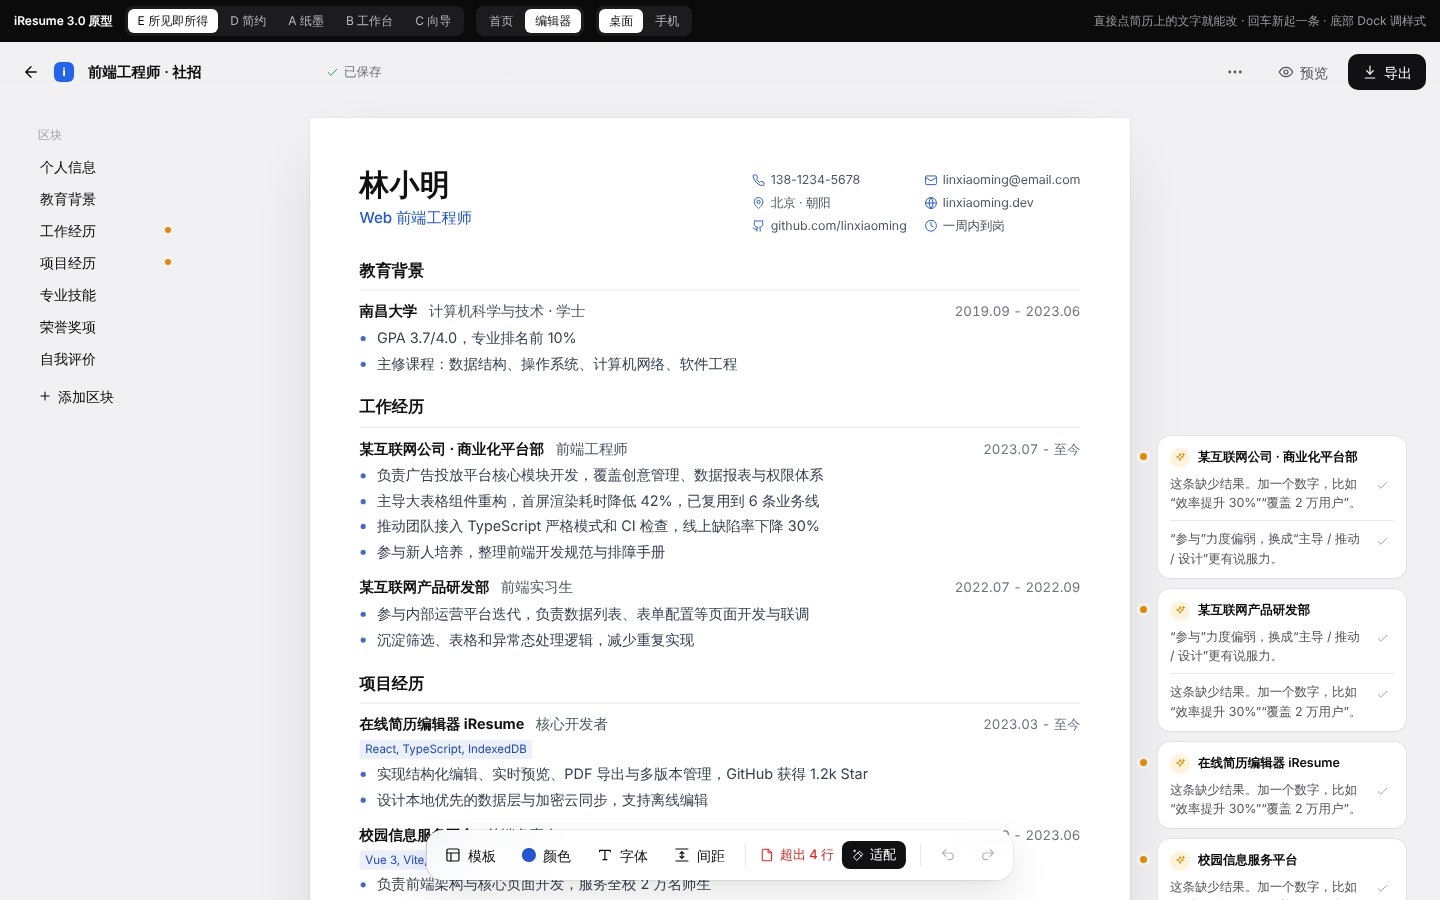 iResume 3.0 原型 E 所见即所得 D 简约 A 纸墨 B 工作台 C 向导 首页 编辑器 桌面 手机 直接点简历上的文字就能改 · 回车新起一条 · 底部 Dock 调样式
i 前端工程师 · 社招 已保存 预览 导出
区块
个人信息
教育背景
工作经历
项目经历
专业技能
荣誉奖项
自我评价
添加区块
林小明
Web 前端工程师
138-1234-5678 linxiaoming@email.com
北京 · 朝阳 linxiaoming.dev
github.com/linxiaoming 一周内到岗
教育背景
南昌大学 计算机科学与技术 · 学士 2019.09 - 2023.06
GPA 3.7/4.0，专业排名前 10%
主修课程：数据结构、操作系统、计算机网络、软件工程
工作经历
某互联网公司 · 商业化平台部 前端工程师 2023.07 - 至今
负责广告投放平台核心模块开发，覆盖创意管理、数据报表与权限体系
主导大表格组件重构，首屏渲染耗时降低 42%，已复用到 6 条业务线
推动团队接入 TypeScript 严格模式和 CI 检查，线上缺陷率下降 30%
参与新人培养，整理前端开发规范与排障手册
某互联网产品研发部 前端实习生 2022.07 - 2022.09
参与内部运营平台迭代，负责数据列表、表单配置等页面开发与联调
沉淀筛选、表格和异常态处理逻辑，减少重复实现
项目经历
在线简历编辑器 iResume 核心开发者 2023.03 - 至今
React, TypeScript, IndexedDB
实现结构化编辑、实时预览、PDF 导出与多版本管理，GitHub 获得 1.2k Star
设计本地优先的数据层与加密云同步，支持离线编辑
校园信息服 - 2023.06
Vue 3, Vite,
负责前端架构与核心页面开发，服务全校 2 万名师生
模板 颜色 字体 间距 超出 4 行 适配
某互联网公司 · 商业化平台部
这条缺少结果。加一个数字，比如
“效率提升 30%”“覆盖 2 万用户”。
“参与”力度偏弱，换成“主导 / 推动
/ 设计”更有说服力。
某互联网产品研发部
“参与”力度偏弱，换成“主导 / 推动
/ 设计”更有说服力。
这条缺少结果。加一个数字，比如
“效率提升 30%”“覆盖 2 万用户”。
在线简历编辑器 iResume
这条缺少结果。加一个数字，比如
“效率提升 30%”“覆盖 2 万用户”。
校园信息服务平台
这条缺少结果。加一个数字，比如